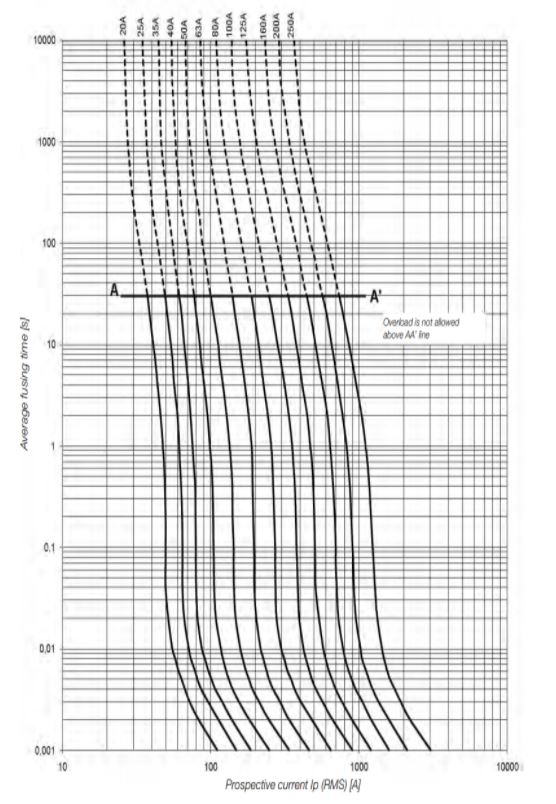 20A 25A 35A 40A 50A 63A 80A 100A 125A 160A 200A 250A
10000
1000
100
A
A'
Overload is not allowed
above AA' line
10
1
0.1
0,01
0,001
10
100
1000
10000
Average fusing time [s]
Prospective current Ip (RMS) [A]